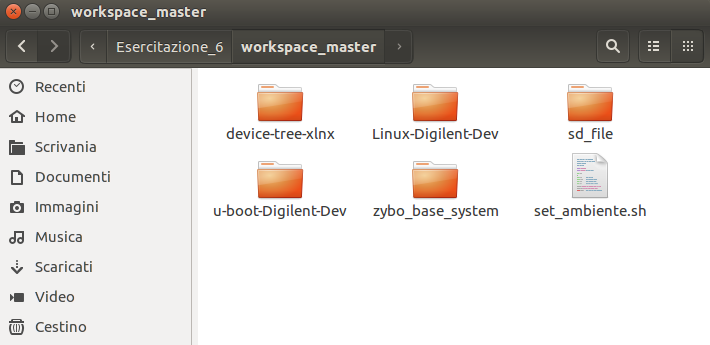 workspace_master
Esercitazione_6 workspace_master
Recenti
Home
Scrivania
Documenti
Immagini
Musica
Scaricati
Video
Cestino
device-tree-xlnx Linux-Digilent-Dev sd_file
u-boot-Digilent-Dev zybo_base_system set_ambiente.sh